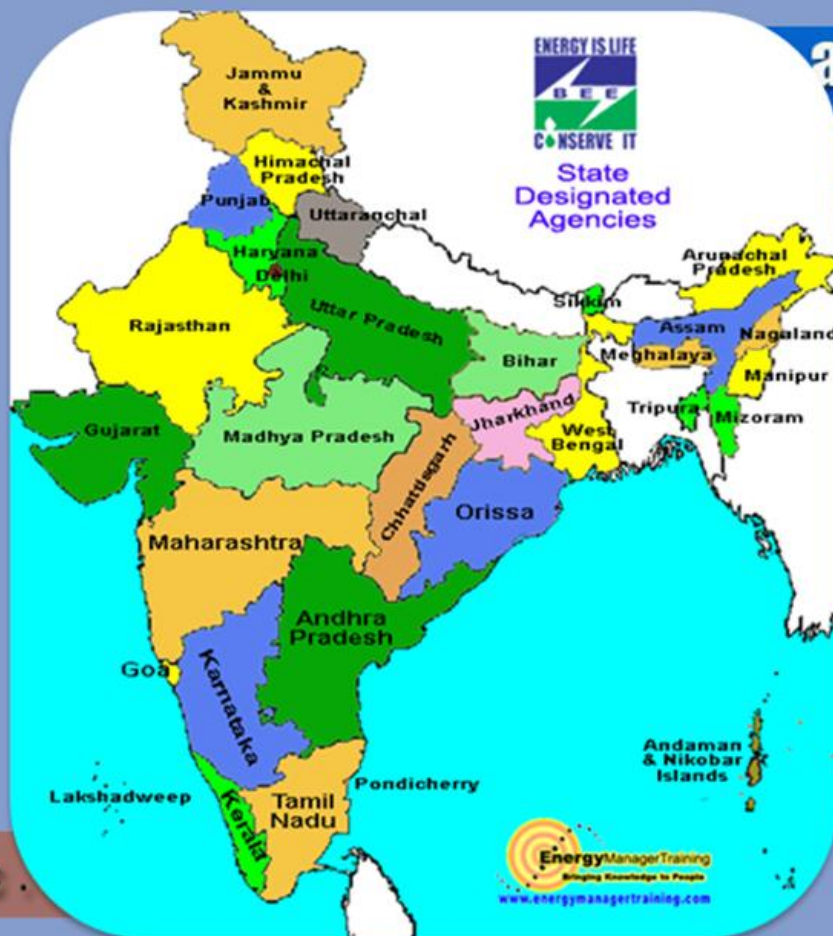 ENERGY IS LIFE
BEE
CONSERVE IT
State
Designated
Agencies
Jammu
&
Kashmir
Himachal
Pradesh
Punjab
Uttaranchal
Haryana
Delhi
Arunachal
Pradesh
Sikkim
Rajasthan
Uttar Pradesh
Assam
Nagaland
Bihar
Meghalaya
Manipur
Jharkhand
Tripura
Mizoram
Gujarat
Madhya Pradesh
West
Bengal
Chhattisgarh
Orissa
Maharashtra
Andhra
Pradesh
Goa
Karnataka
Andaman
& Nikobar
Islands
Pondicherry
Lakshadweep
Tamil
Nadu
Kerala
EnergyManagerTraining
Bringing Knowledge to People
www.energymanagertraining.com